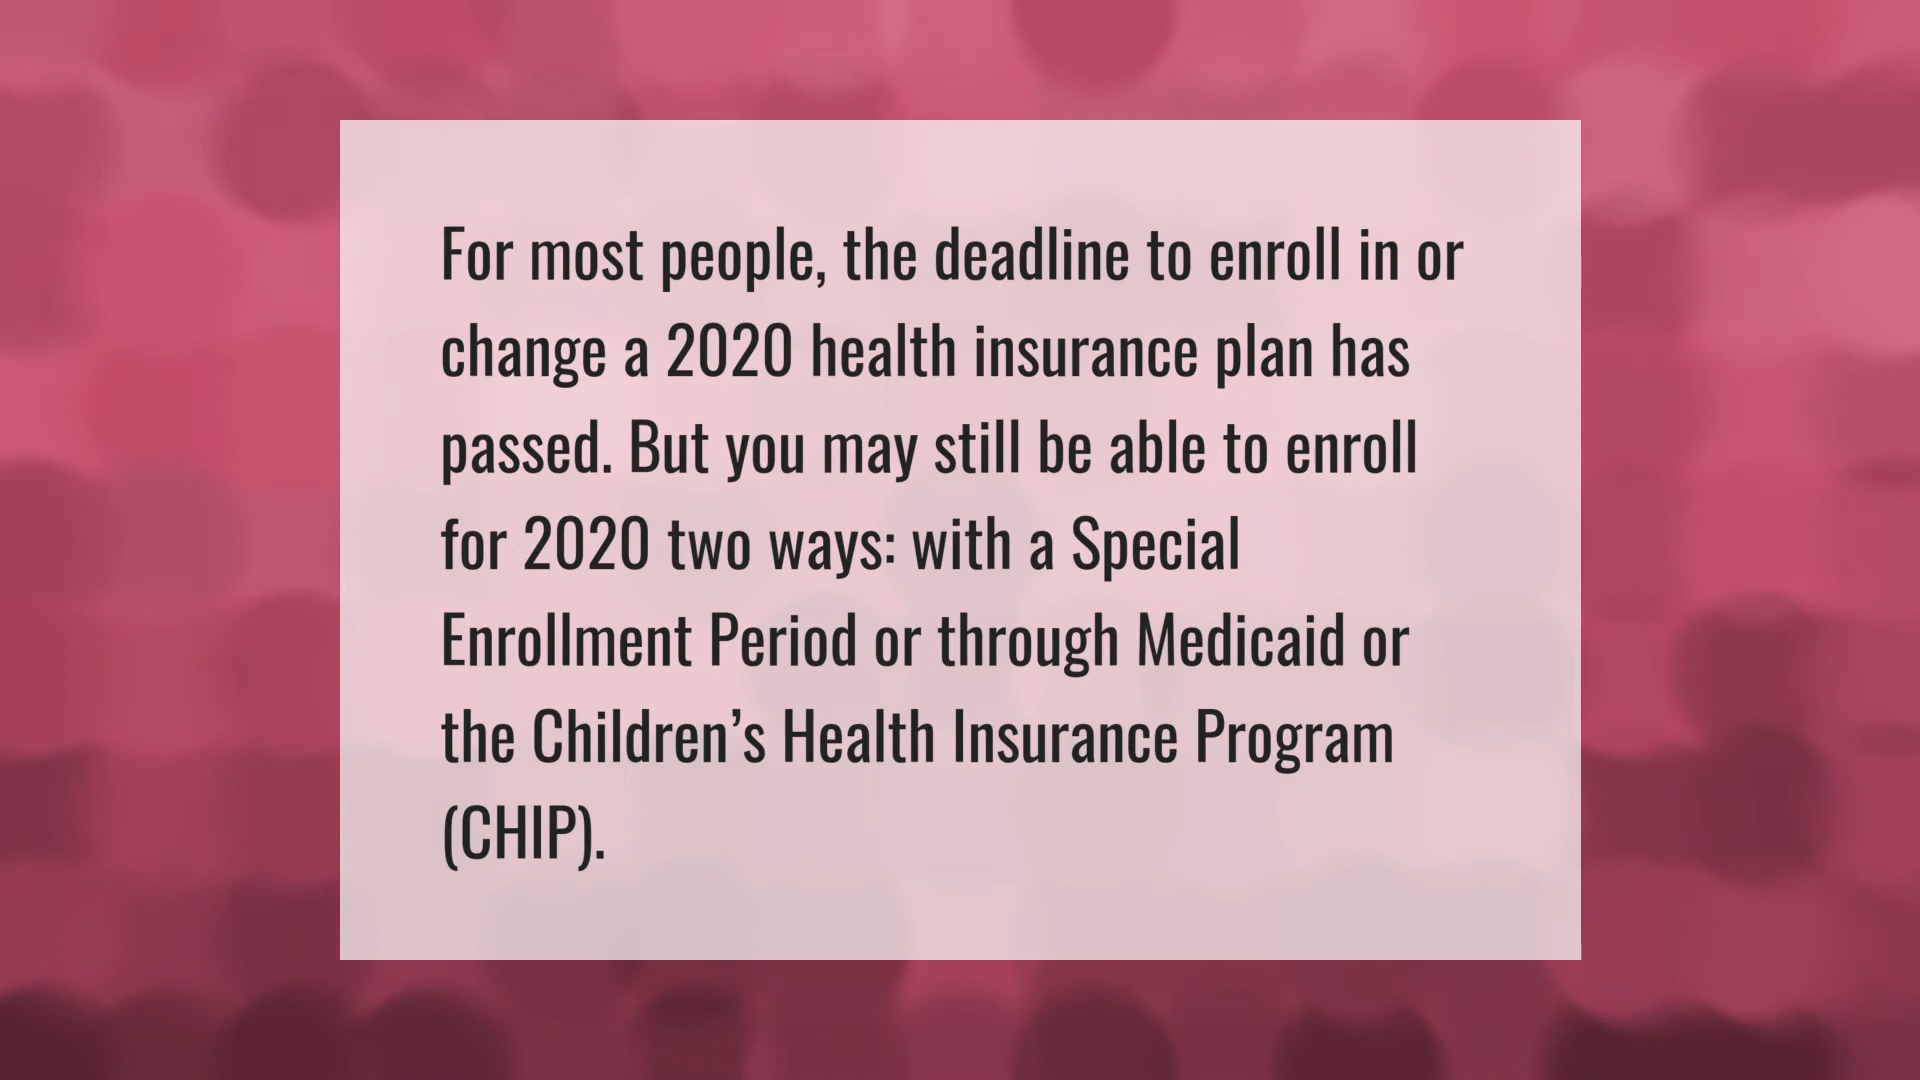 For most people, the deadline to enroll in or
change a 2020 health insurance plan has
passed. But you may still be able to enroll
for 2020 two ways: with a Special
Enrollment Period or through Medicaid or
the Children’s Health Insurance Program
(CHIP).